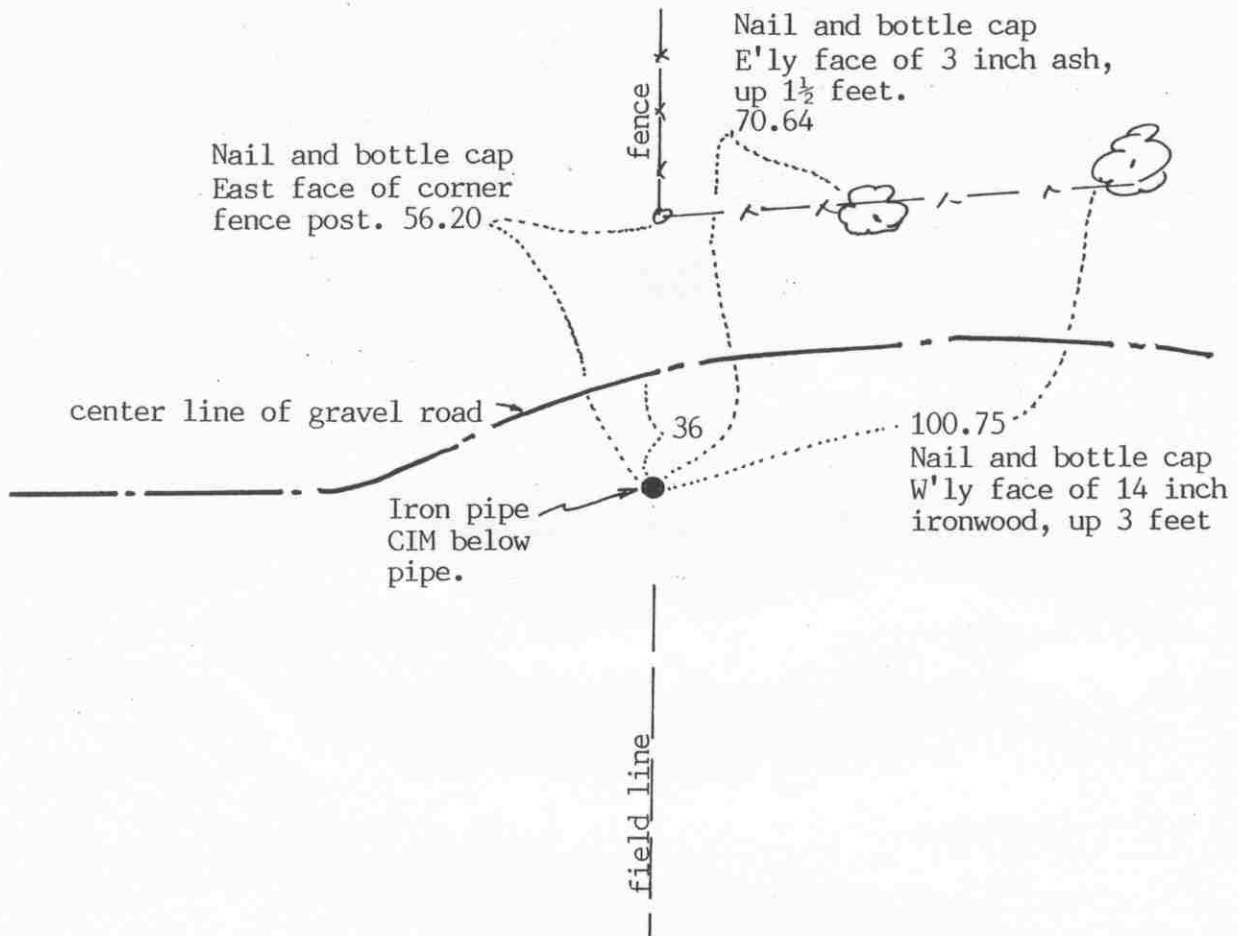 Nail and bottle cap
E'ly face of 3 inch ash,
up 1½ feet.
70.64
fence
Nail and bottle cap
East face of corner
fence post. 56.20
center line of gravel road
36
100.75
Nail and bottle cap
W'ly face of 14 inch
ironwood, up 3 feet
Iron pipe
CIM below
pipe.
field line